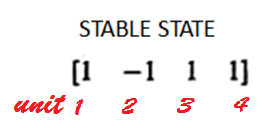 STABLE STATE
[1 -1 1 1]
unit 1 2 3 4